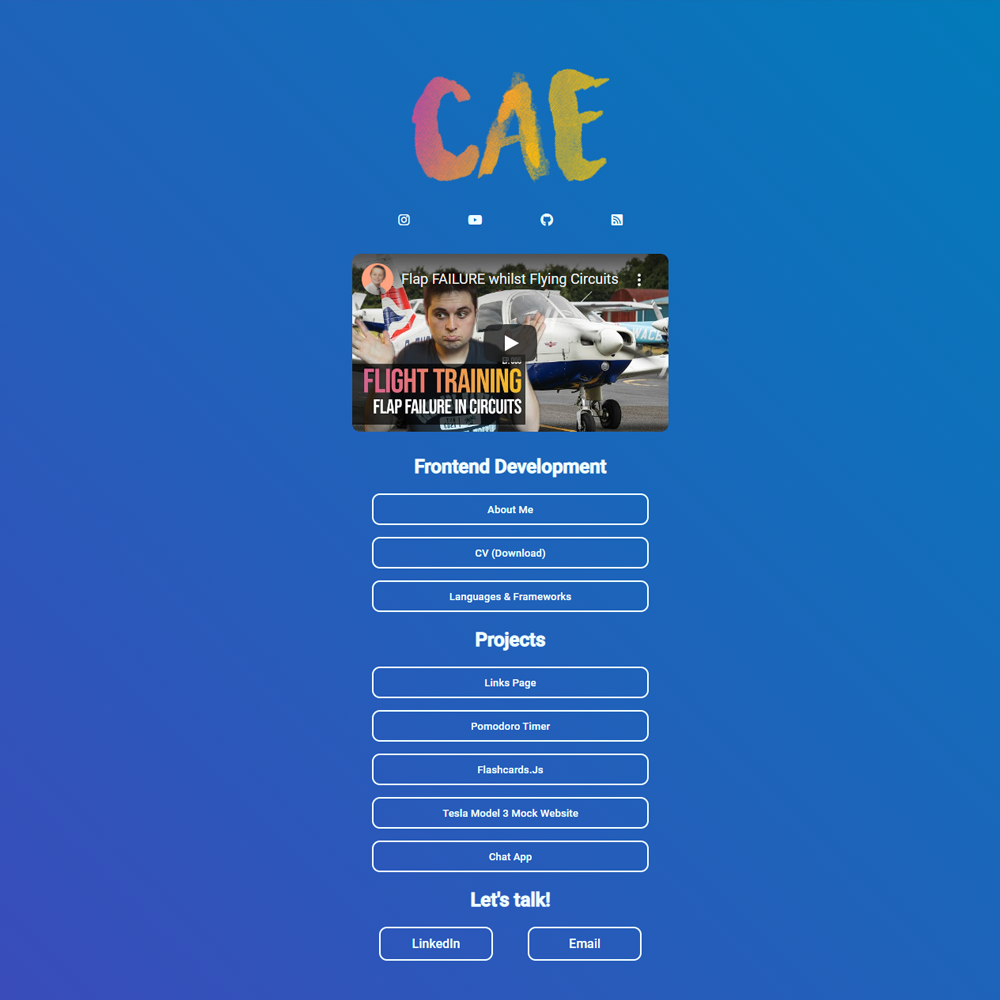 CAE
Flap FAILURE whilst Flying Circuits
FLIGHT TRAINING
FLAP FAILURE IN CIRCUITS
Frontend Development
About Me
CV (Download)
Languages & Frameworks
Projects
Links Page
Pomodoro Timer
Flashcards.Js
Tesla Model 3 Mock Website
Chat App
Let's talk!
LinkedIn
Email